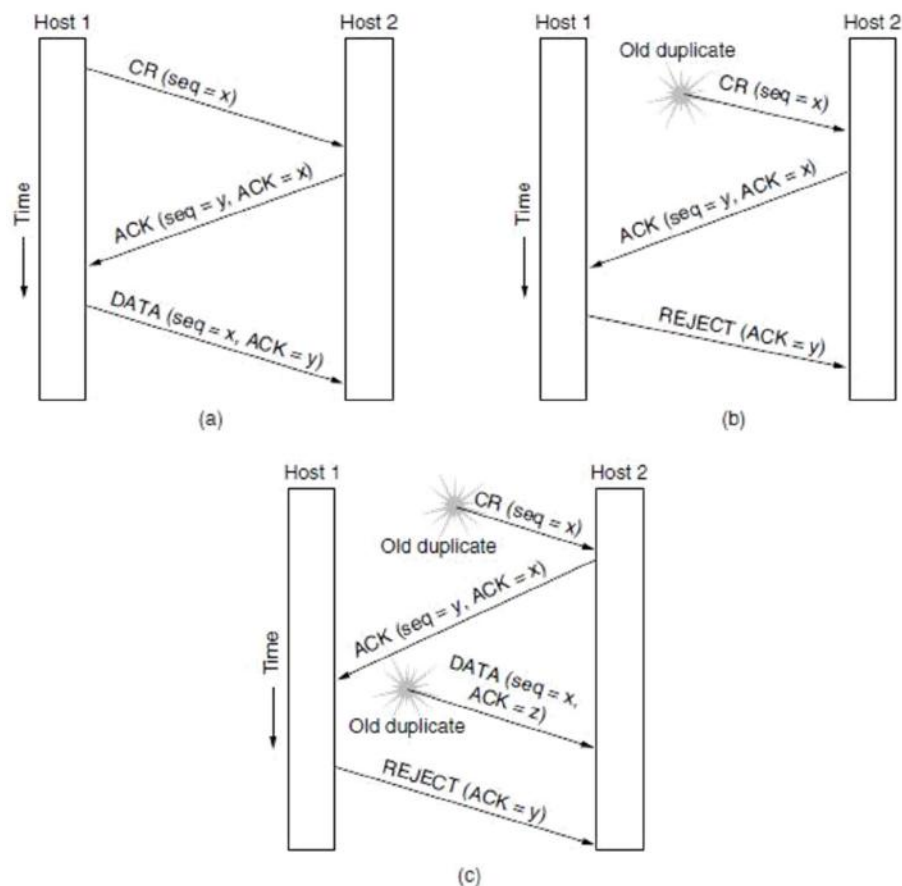 Host 1
Host 2
CR (seq = x)
ACK (seq = y, ACK = x)
DATA (seq = x, ACK = y)
Time
(a)
Host 1
Host 2
Old duplicate
CR (seq = x)
ACK (seq = y, ACK = x)
REJECT (ACK = y)
Time
(b)
Host 1
Host 2
CR (seq = x)
Old duplicate
ACK (seq = y, ACK = x)
DATA (seq = x,
ACK = z)
Old duplicate
REJECT (ACK = y)
Time
(c)